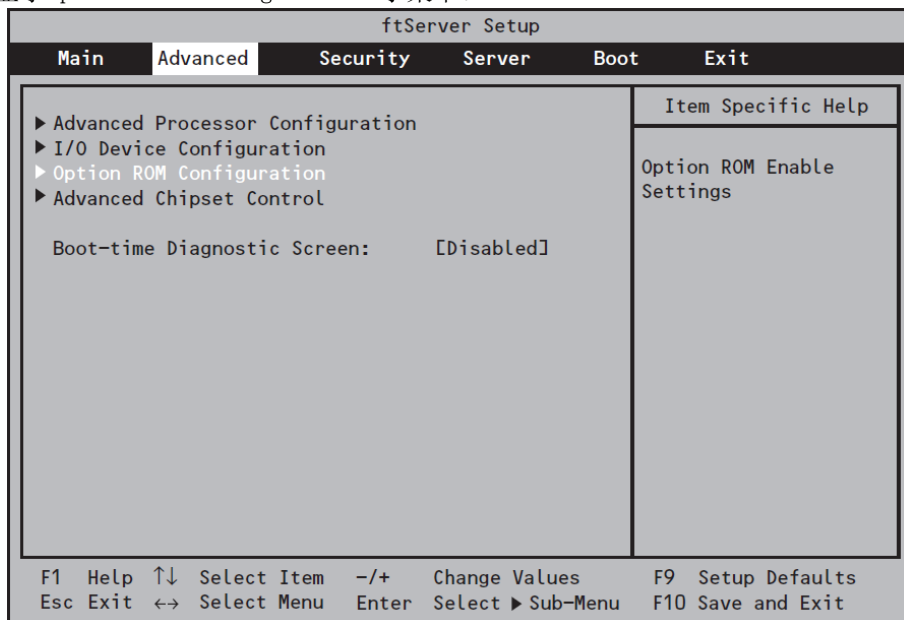 ftServer Setup
Main Advanced Security Server Boot Exit
▶ Advanced Processor Configuration
▶ I/O Device Configuration
▶ Option ROM Configuration
▶ Advanced Chipset Control
Boot-time Diagnostic Screen: [Disabled]
Item Specific Help
Option ROM Enable
Settings
F1 Help ↑↓ Select Item -/+ Change Values F9 Setup Defaults
Esc Exit ↔ Select Menu Enter Select ▶ Sub-Menu F10 Save and Exit